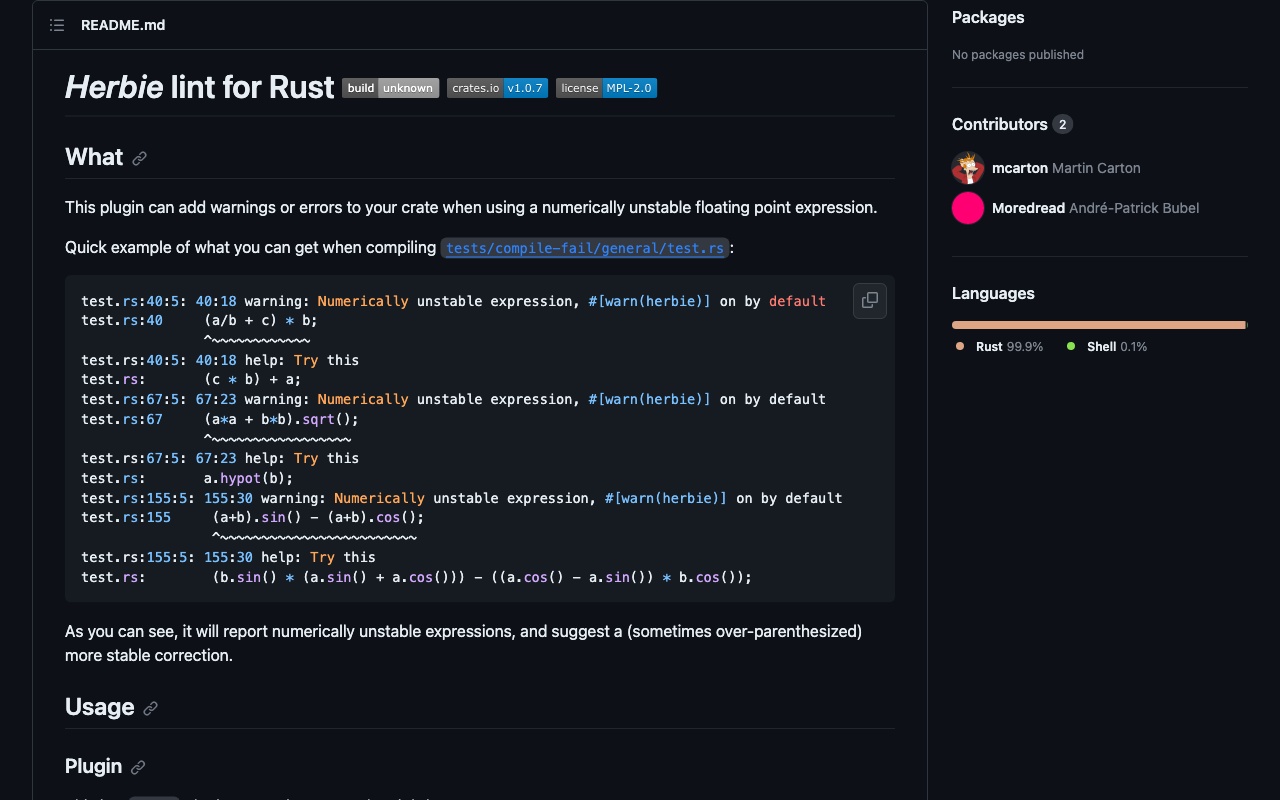 README.md
Herbie lint for Rust build unknown crates.io v1.0.7 license MPL-2.0
What
This plugin can add warnings or errors to your crate when using a numerically unstable floating point expression.
Quick example of what you can get when compiling tests/compile-fail/general/test.rs:
test.rs:40:5: 40:18 warning: Numerically unstable expression, #[warn(herbie)] on by default
test.rs:40     (a/b + c) * b;
               ^~~~~~~~~~~~~
test.rs:40:5: 40:18 help: Try this
test.rs:       (c * b) + a;
test.rs:67:5: 67:23 warning: Numerically unstable expression, #[warn(herbie)] on by default
test.rs:67     (a*a + b*b).sqrt();
               ^~~~~~~~~~~~~~~~~~
test.rs:67:5: 67:23 help: Try this
test.rs:       a.hypot(b);
test.rs:155:5: 155:30 warning: Numerically unstable expression, #[warn(herbie)] on by default
test.rs:155     (a+b).sin() - (a+b).cos();
                ^~~~~~~~~~~~~~~~~~~~~~~~~
test.rs:155:5: 155:30 help: Try this
test.rs:        (b.sin() * (a.sin() + a.cos())) - ((a.cos() - a.sin()) * b.cos());
As you can see, it will report numerically unstable expressions, and suggest a (sometimes over-parenthesized)
more stable correction.
Usage
Plugin
Packages
No packages published
Contributors 2
mcarton Martin Carton
Moredread André-Patrick Bubel
Languages
Rust 99.9% Shell 0.1%